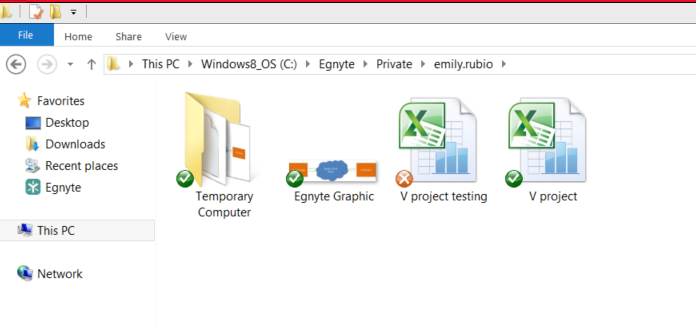 File Home Share View
This PC Windows8_OS (C:) Egnyte Private emily.rubio
Favorites
Desktop
Downloads
Recent places
Egnyte
This PC
Network
Temporary
Computer
Egnyte Graphic
V project testing
V project